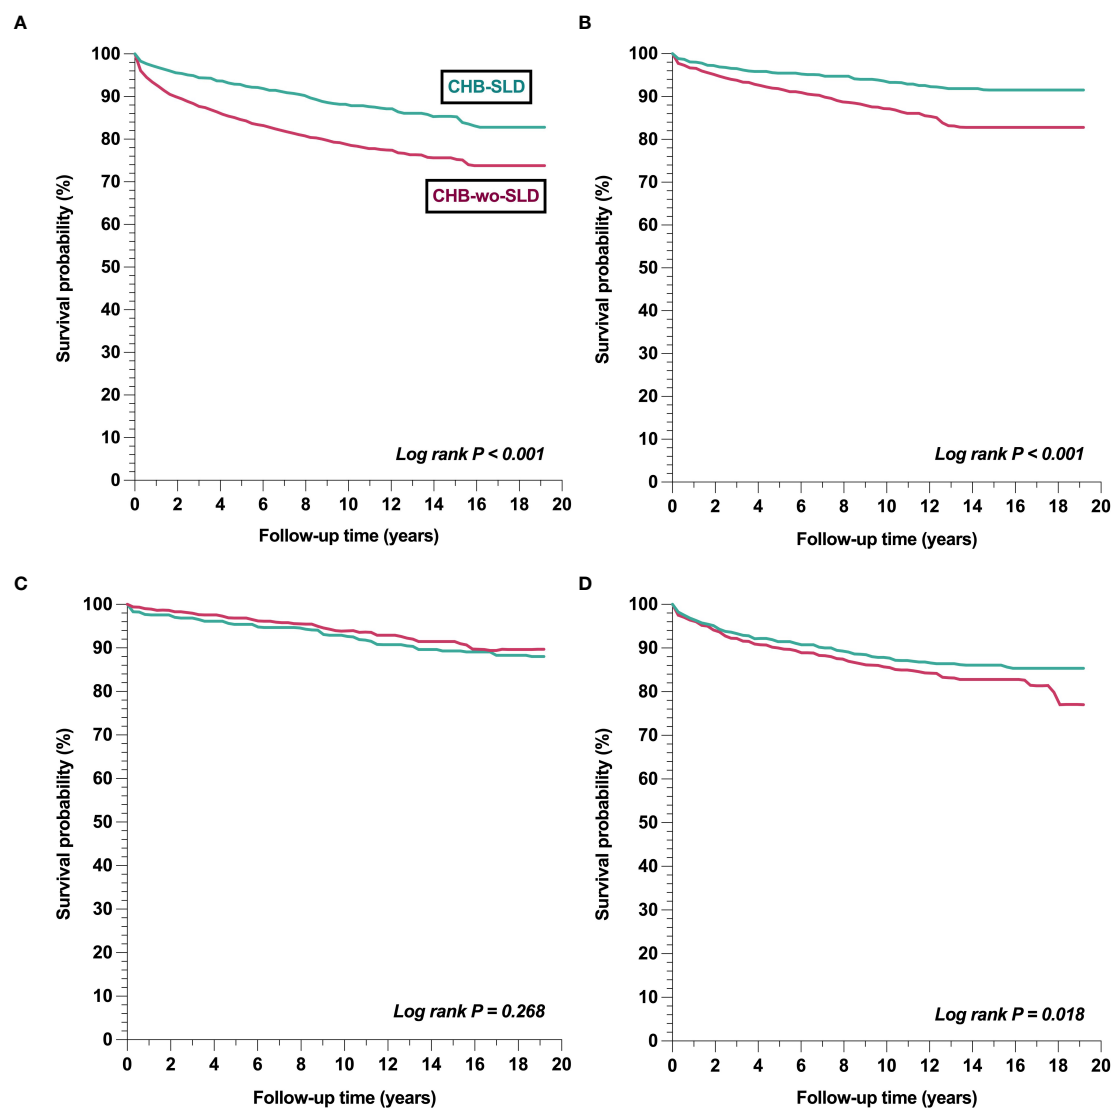 A
100
90
80
70
60
50
40
30
20
10
0
Survival probability (%)
CHB-SLD
CHB-wo-SLD
Log rank P < 0.001
0 2 4 6 8 10 12 14 16 18 20
Follow-up time (years)
B
100
90
80
70
60
50
40
30
20
10
0
Survival probability (%)
Log rank P < 0.001
0 2 4 6 8 10 12 14 16 18 20
Follow-up time (years)
C
100
90
80
70
60
50
40
30
20
10
0
Survival probability (%)
Log rank P = 0.268
0 2 4 6 8 10 12 14 16 18 20
Follow-up time (years)
D
100
90
80
70
60
50
40
30
20
10
0
Survival probability (%)
Log rank P = 0.018
0 2 4 6 8 10 12 14 16 18 20
Follow-up time (years)